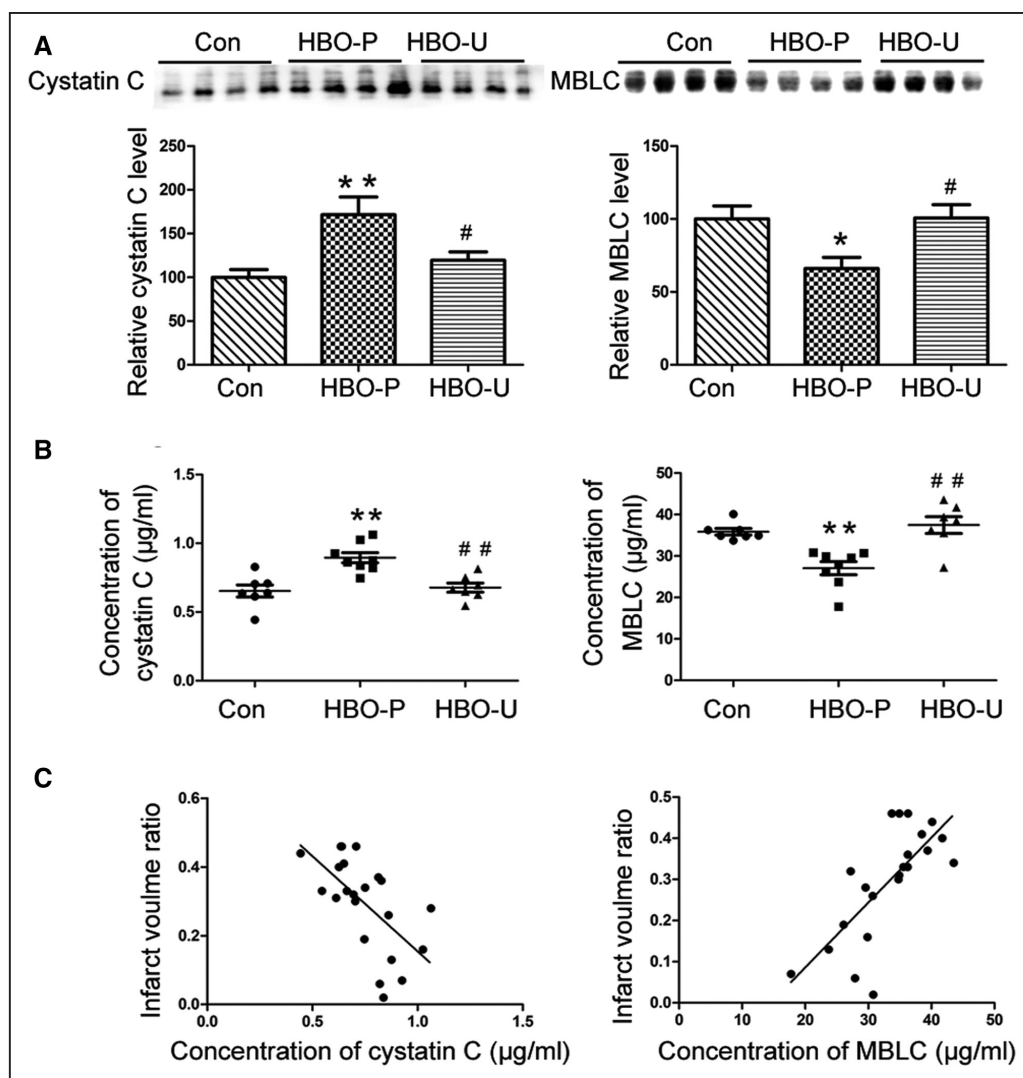 A
Con HBO-P HBO-U
Cystatin C
Con HBO-P HBO-U
MBLC
Relative cystatin C level
250
200
150
100
50
0
* *
#
Con HBO-P HBO-U
Relative MBLC level
150
100
50
0
*
#
Con HBO-P HBO-U
B
Concentration of
cystatin C (µg/ml)
1.5
1.0
0.5
0.0
**
# #
Con HBO-P HBO-U
Concentration of
MBLC (µg/ml)
50
40
30
20
10
0
**
# #
Con HBO-P HBO-U
C
Infarct voulme ratio
0.6
0.4
0.2
0.0
0.0 0.5 1.0 1.5
Concentration of cystatin C (µg/ml)
Infarct voulme ratio
0.5
0.4
0.3
0.2
0.1
0.0
0 10 20 30 40 50
Concentration of MBLC (µg/ml)